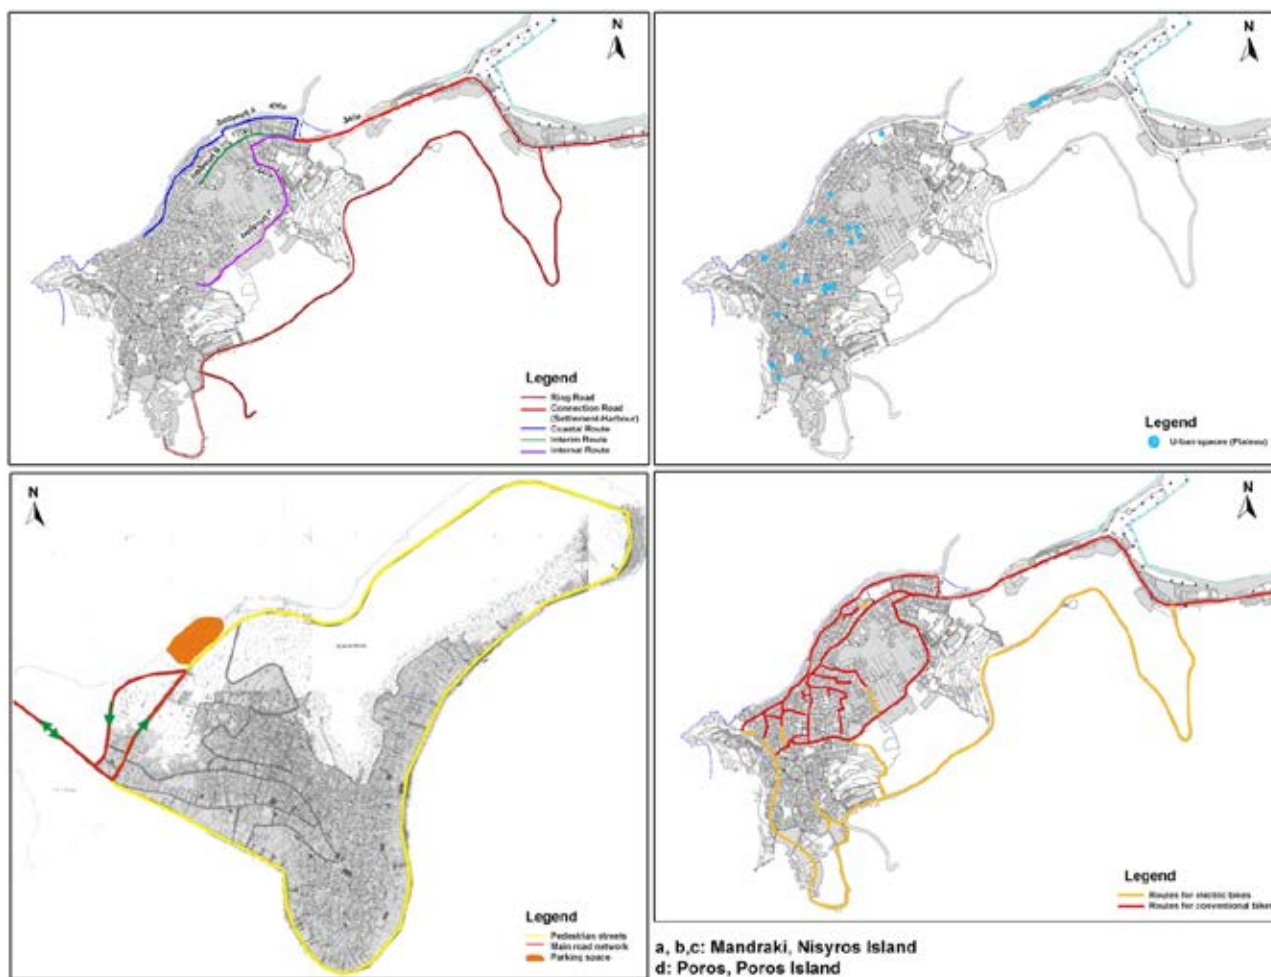 N
Legend
Ring Road
Connection Road
(Settlement-Harbour)
Coastal Route
Interim Route
Internal Route
N
Legend
Urban spaces (Plateau)
N
Legend
Pedestrian streets
Main road network
Parking space
N
Legend
Routes for electric bikes
Routes for conventional bikes
a, b,c: Mandraki, Nisyros Island
d: Poros, Poros Island